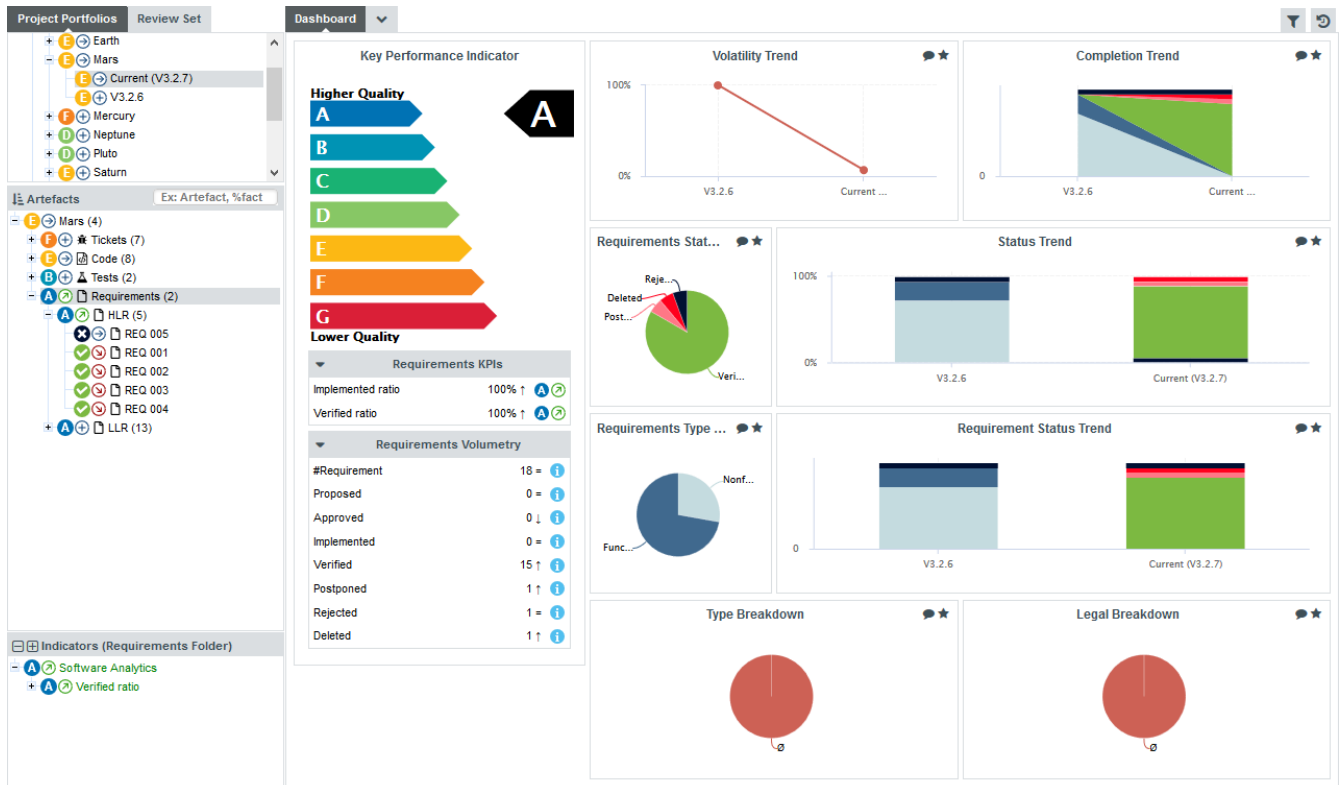 Project Portfolios
Review Set
E Earth
E Mars
E Current (V3.2.7)
E V3.2.6
F Mercury
D Neptune
D Pluto
E Saturn
Artefacts
Ex: Artefact, %fact
E Mars (4)
F Tickets (7)
E Code (8)
B Tests (2)
A Requirements (2)
A HLR (5)
REQ 005
REQ 001
REQ 002
REQ 003
REQ 004
A LLR (13)
Indicators (Requirements Folder)
A Software Analytics
A Verified ratio
Dashboard
Key Performance Indicator
Higher Quality
A
A
B
C
D
E
F
G
Lower Quality
Requirements KPIs
Implemented ratio 100% ↑ A
Verified ratio 100% ↑ A
Requirements Volumetry
#Requirement 18 = i
Proposed 0 = i
Approved 0 ↓ i
Implemented 0 = i
Verified 15 ↑ i
Postponed 1 ↑ i
Rejected 1 = i
Deleted 1 ↑ i
Volatility Trend
100%
0%
V3.2.6
Current ...
Completion Trend
0
V3.2.6
Current ...
Requirements Stat...
Reje...
Deleted
Post...
Veri...
Status Trend
100%
0%
V3.2.6
Current (V3.2.7)
Requirements Type ...
Nonf...
Func...
Requirement Status Trend
0
V3.2.6
Current (V3.2.7)
Type Breakdown
Ø
Legal Breakdown
Ø